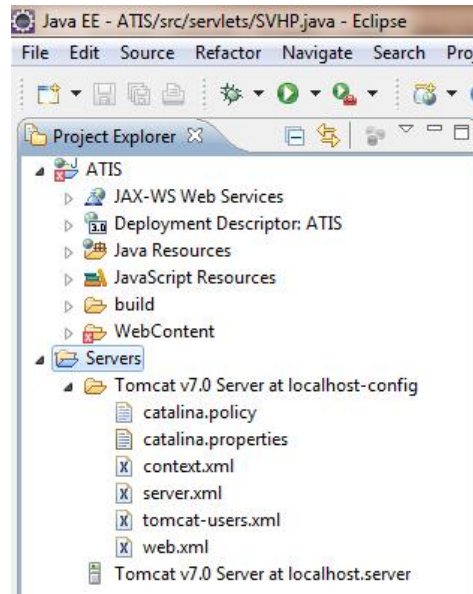 Java EE - ATIS/src/servlets/SVHP.java - Eclipse
File Edit Source Refactor Navigate Search Proj
Project Explorer
ATIS
JAX-WS Web Services
3.0 Deployment Descriptor: ATIS
Java Resources
JavaScript Resources
build
WebContent
Servers
Tomcat v7.0 Server at localhost-config
catalina.policy
catalina.properties
context.xml
server.xml
tomcat-users.xml
web.xml
Tomcat v7.0 Server at localhost.server